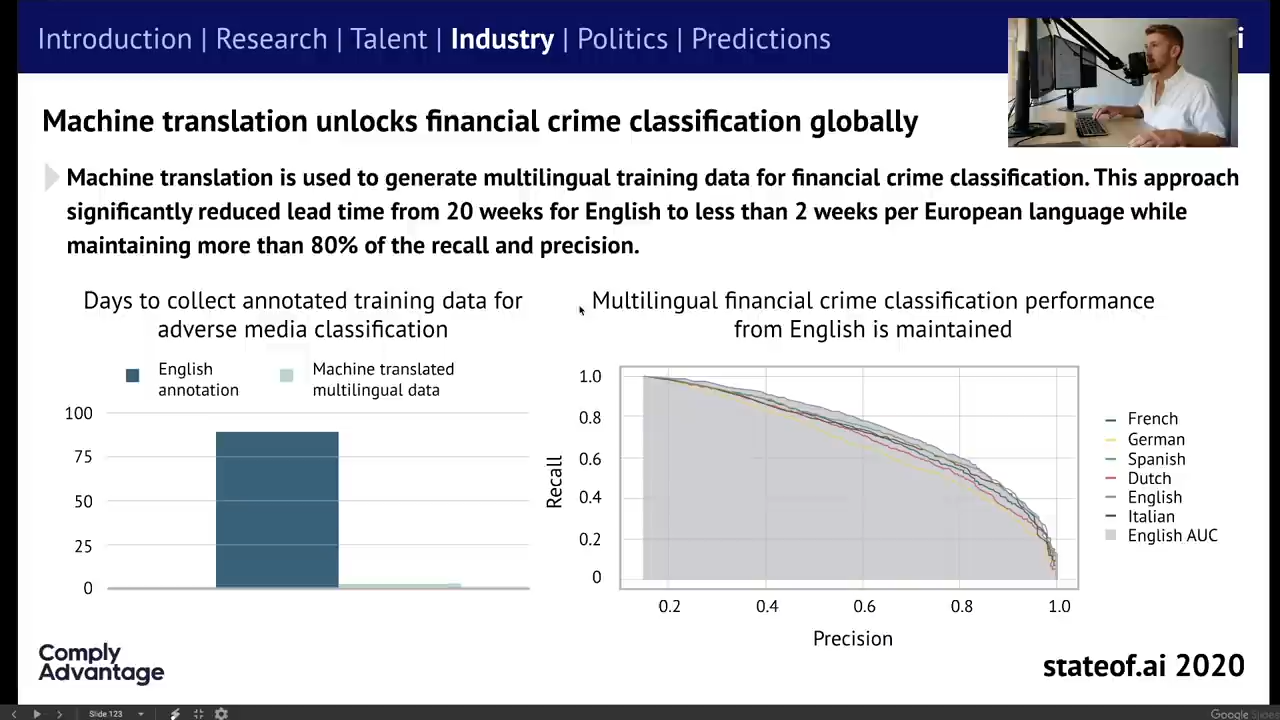 Introduction | Research | Talent | Industry | Politics | Predictions
i
Machine translation unlocks financial crime classification globally
Machine translation is used to generate multilingual training data for financial crime classification. This approach
significantly reduced lead time from 20 weeks for English to less than 2 weeks per European language while
maintaining more than 80% of the recall and precision.
Days to collect annotated training data for
adverse media classification
English
annotation
Machine translated
multilingual data
100
75
50
25
0
Multilingual financial crime classification performance
from English is maintained
1.0
0.8
0.6
0.4
0.2
0
Recall
0.2
0.4
0.6
0.8
1.0
Precision
French
German
Spanish
Dutch
English
Italian
English AUC
Comply
Advantage
stateof.ai 2020
Slide 123
Google Slides